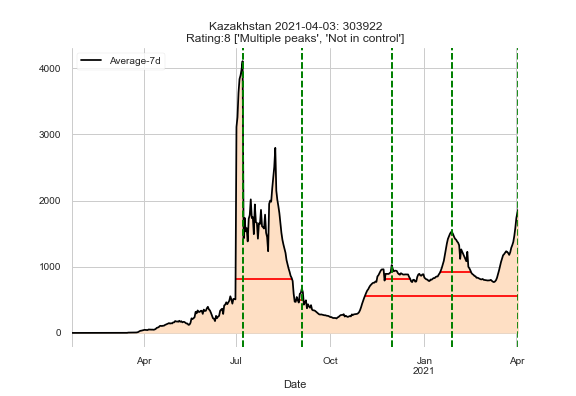 Kazakhstan 2021-04-03: 303922
Rating:8 ['Multiple peaks', 'Not in control']
Average-7d
4000
3000
2000
1000
0
Apr Jul Oct Jan Apr
2021
Date